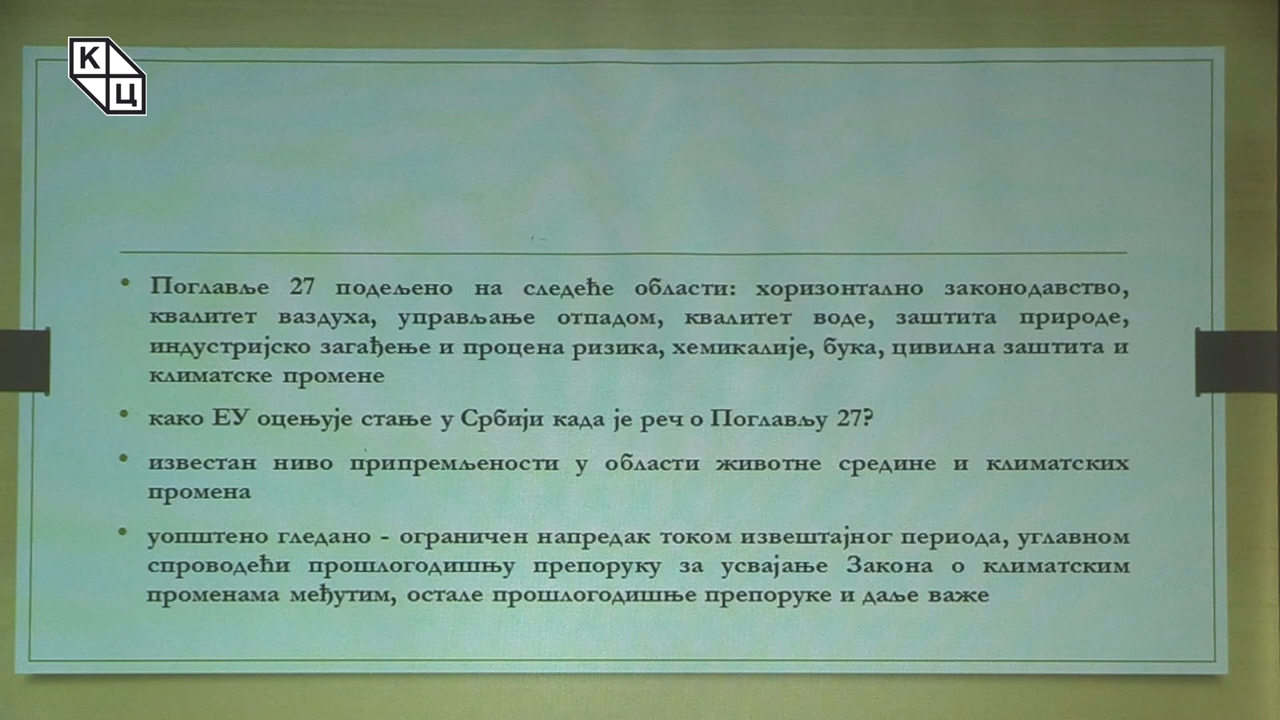 К
Ц
• Поглавље 27 подељено на следеће области: хоризонтално законодавство,
квалитет ваздуха, управљање отпадом, квалитет воде, заштита природе,
индустријско загађење и процена ризика, хемикалије, бука, цивилна заштита и
климатске промене
• како ЕУ оцењује стање у Србији када је реч о Поглављу 27?
• известан ниво припремљености у области животне средине и климатских
промена
• уопштено гледано - ограничен напредак током извештајног периода, углавном
спроводећи прошлогодишњу препоруку за усвајање Закона о климатским
променама међутим, остале прошлогодишње препоруке и даље важе